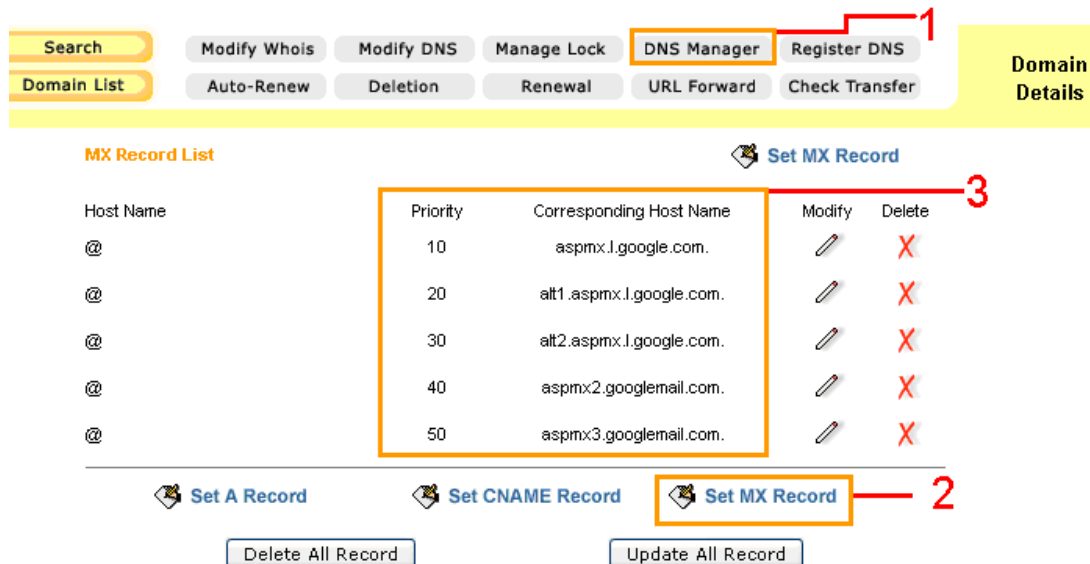 1
Search Modify Whois Modify DNS Manage Lock DNS Manager Register DNS
Domain List Auto-Renew Deletion Renewal URL Forward Check Transfer
Domain
Details
MX Record List Set MX Record
3
Host Name Priority Corresponding Host Name Modify Delete
@ 10 aspmx.l.google.com. X
@ 20 alt1.aspmx.l.google.com. X
@ 30 alt2.aspmx.l.google.com. X
@ 40 aspmx2.googlemail.com. X
@ 50 aspmx3.googlemail.com. X
Set A Record Set CNAME Record Set MX Record 2
Delete All Record Update All Record